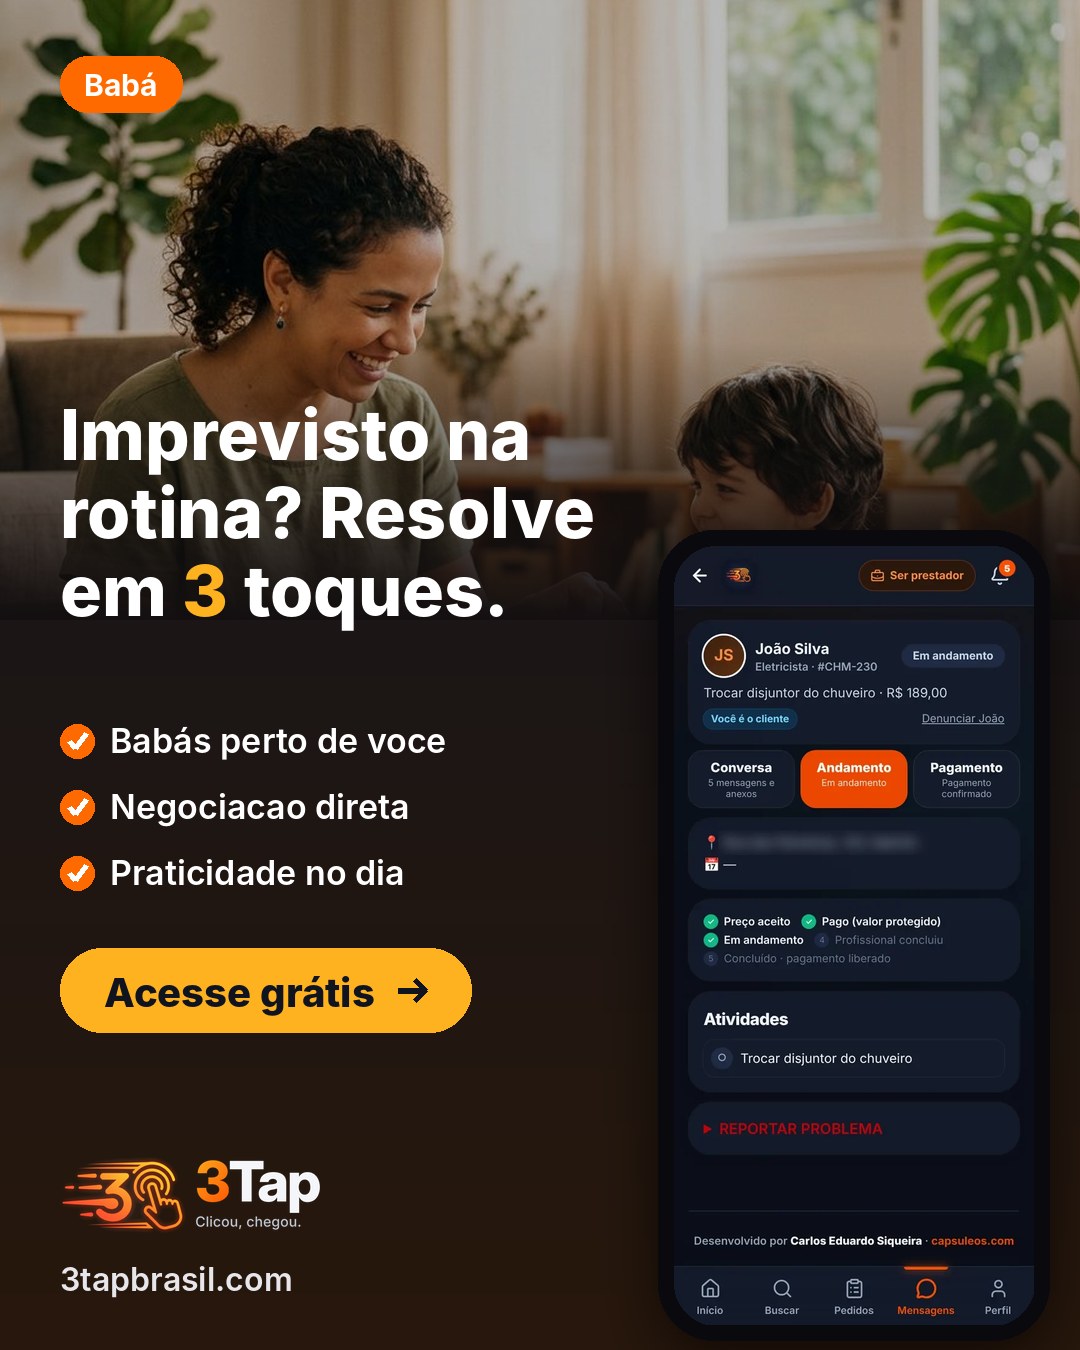 Babá
Imprevisto na
rotina? Resolve
em 3 toques.
Babás perto de voce
Negociacao direta
Praticidade no dia
Acesse grátis →
3 3Tap
Clicou, chegou.
3tapbrasil.com
3 Ser prestador 5
JS João Silva
Eletricista · #CHM-230
Em andamento
Trocar disjuntor do chuveiro · R$ 189,00
Você é o cliente
Denunciar João
Conversa
5 mensagens e
anexos
Andamento
Em andamento
Pagamento
Pagamento
confirmado
17 —
Preço aceito Pago (valor protegido)
Em andamento 4 Profissional concluiu
5 Concluído · pagamento liberado
Atividades
Trocar disjuntor do chuveiro
▶ REPORTAR PROBLEMA
Desenvolvido por Carlos Eduardo Siqueira · capsuleos.com
Início Buscar Pedidos Mensagens Perfil